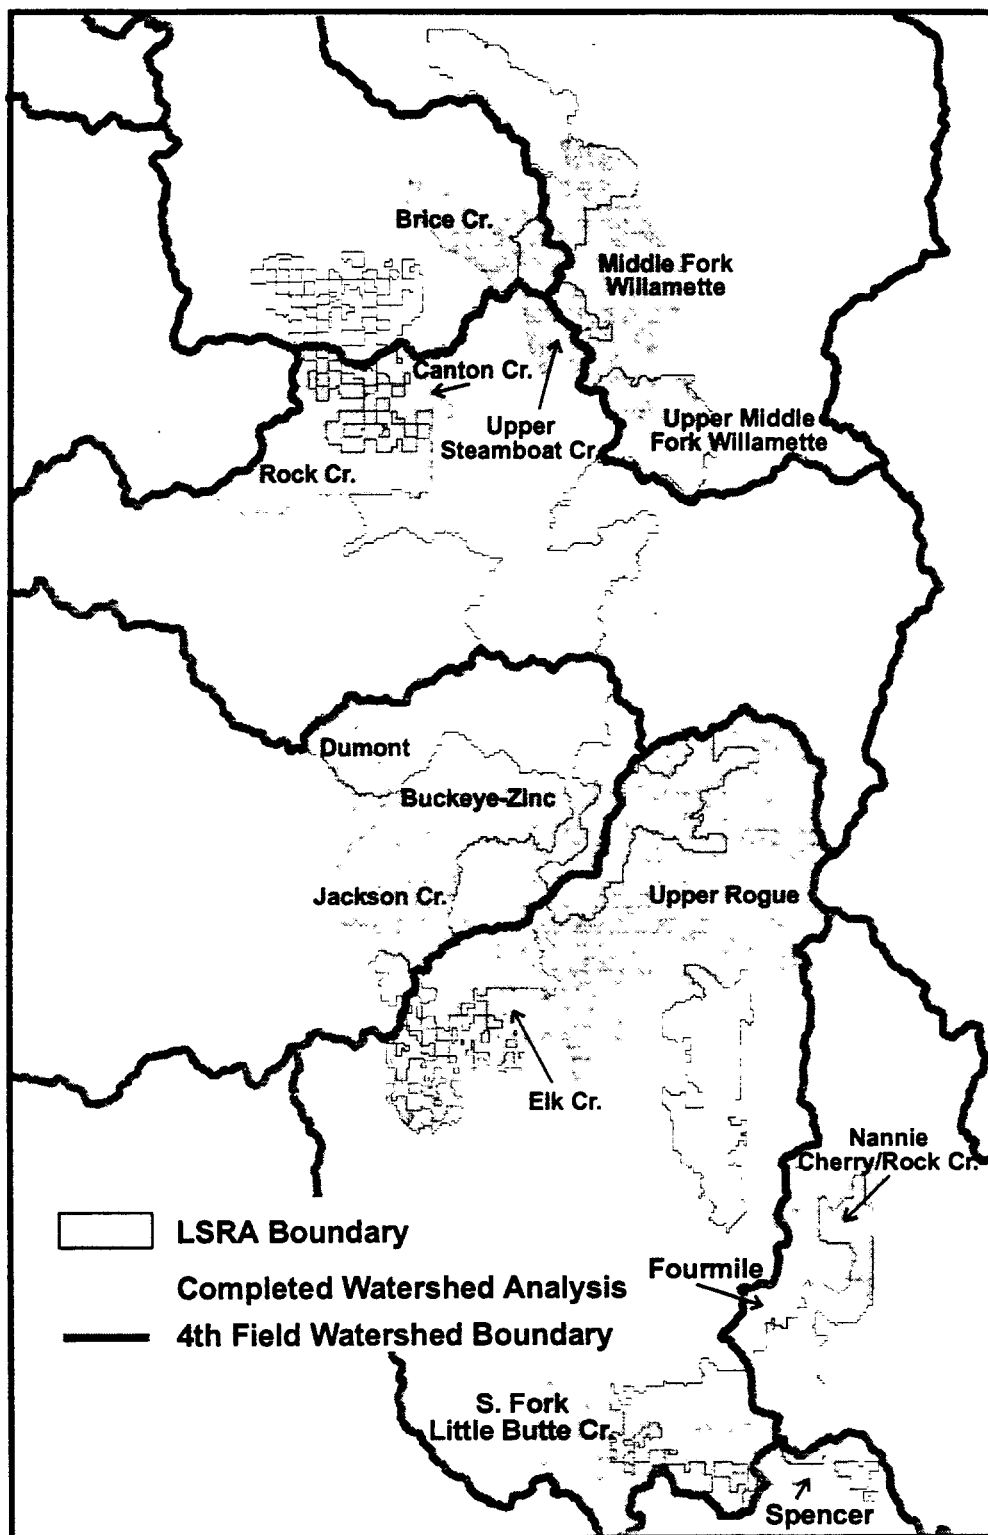 Brice Cr.
Middle Fork
Willamette
Canton Cr.
Upper
Steamboat Cr.
Upper Middle
Fork Willamette
Rock Cr.
Dumont
Buckeye-Zinc
Jackson Cr.
Upper Rogue
Elk Cr.
Nannie
Cherry/Rock Cr.
LSRA Boundary
Completed Watershed Analysis
4th Field Watershed Boundary
Fourmile
S. Fork
Little Butte Cr.
Spencer